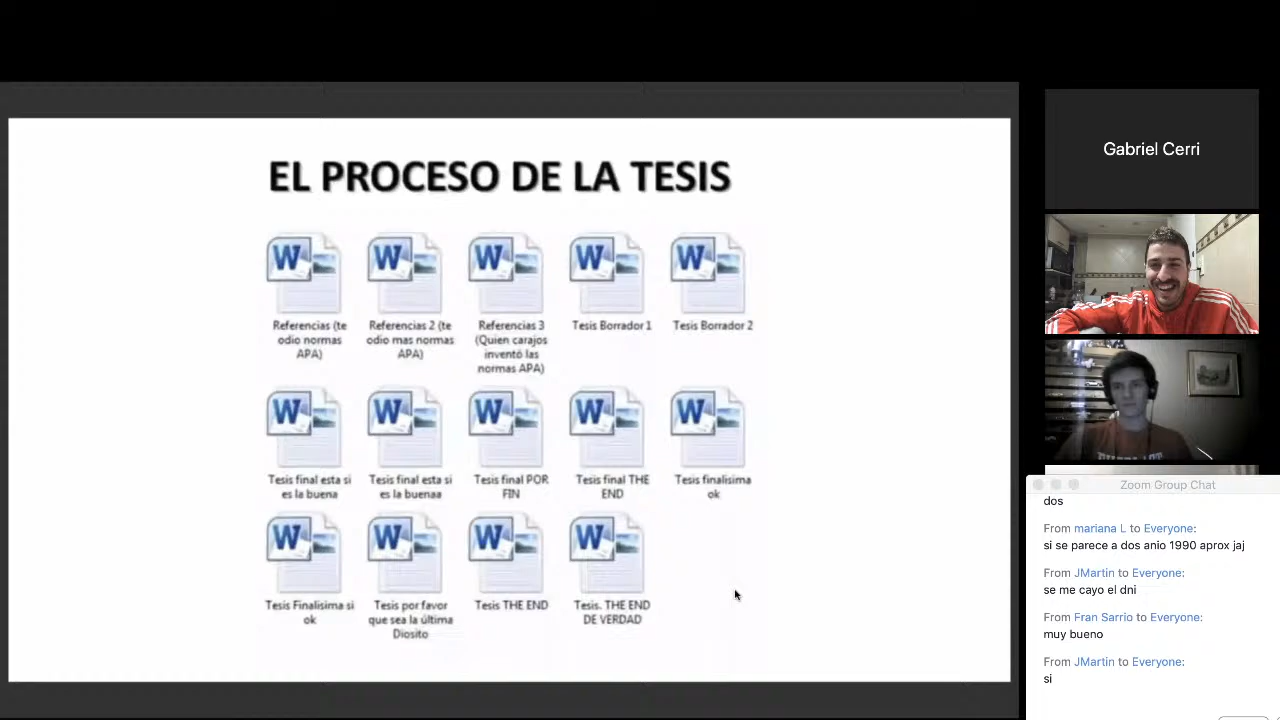 EL PROCESO DE LA TESIS
W W W W W
Referencias (te
odio normas
APA)
Referencias 2 (te
odio mas normas
APA)
Referencias 3
(Quien carajos
inventó las
normas APA)
Tesis Borrador 1
Tesis Borrador 2
W W W W W
Tesis final esta si
es la buena
Tesis final esta si
es la buenaa
Tesis final POR
FIN
Tesis final THE
END
Tesis finalisima
ok
W W W W
Tesis Finalisima si
ok
Tesis por favor
que sea la última
Diosito
Tesis THE END
Tesis. THE END
DE VERDAD
Gabriel Cerri
Zoom Group Chat
dos
From mariana L to Everyone:
si se parece a dos anio 1990 aprox jaj
From JMartin to Everyone:
se me cayo el dni
From Fran Sarrio to Everyone:
muy bueno
From JMartin to Everyone:
si